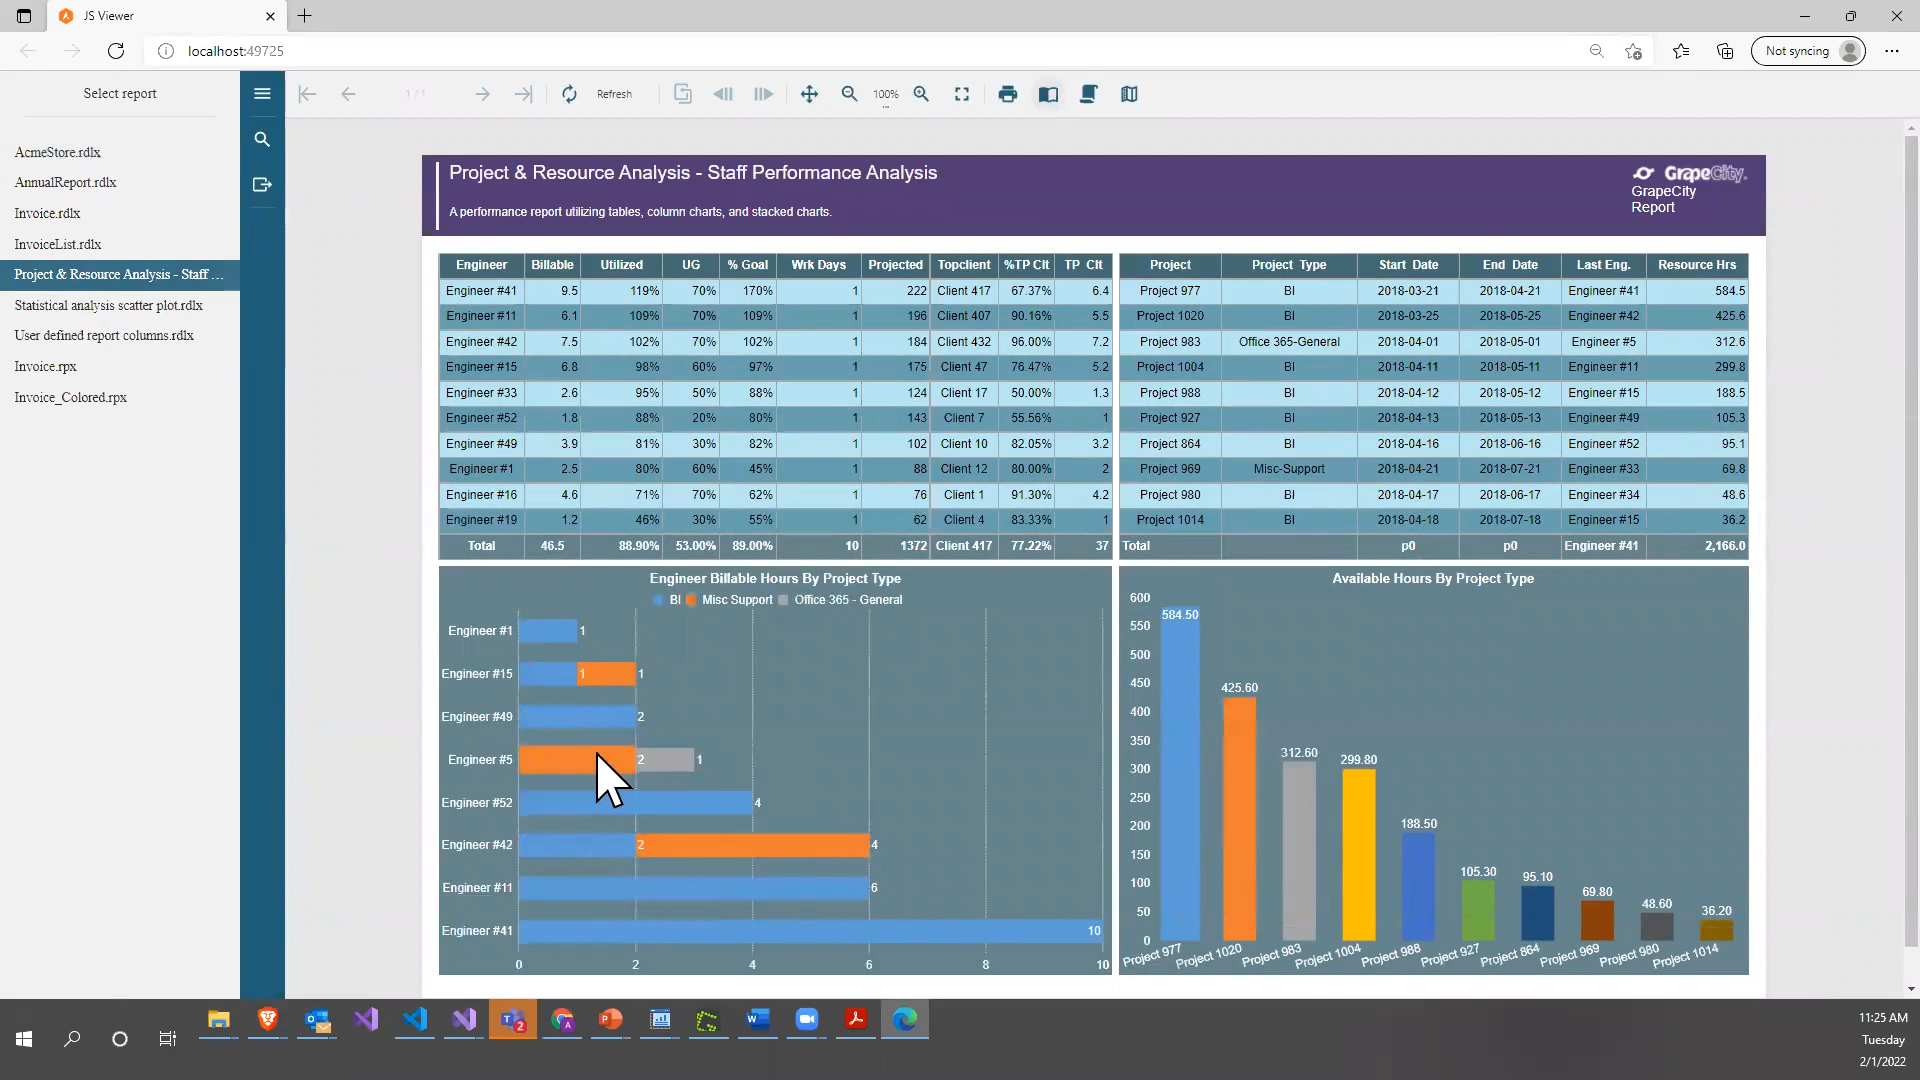 JS Viewer
localhost:49725
Not syncing
Select report
AcmeStore.rdlx
AnnualReport.rdlx
Invoice.rdlx
InvoiceList.rdlx
Project & Resource Analysis - Staff ...
Statistical analysis scatter plot.rdlx
User defined report columns.rdlx
Invoice.rpx
Invoice_Colored.rpx
1 / 1
Refresh
100%
Project & Resource Analysis - Staff Performance Analysis
A performance report utilizing tables, column charts, and stacked charts.
GrapeCity.
GrapeCity
Report
Engineer Billable Utilized UG % Goal Wrk Days Projected Topclient %TP Clt TP Clt
Engineer #41 9.5 119% 70% 170% 1 222 Client 417 67.37% 6.4
Engineer #11 6.1 109% 70% 109% 1 196 Client 407 90.16% 5.5
Engineer #42 7.5 102% 70% 102% 1 184 Client 432 96.00% 7.2
Engineer #15 6.8 98% 60% 97% 1 175 Client 47 76.47% 5.2
Engineer #33 2.6 95% 50% 88% 1 124 Client 17 50.00% 1.3
Engineer #52 1.8 88% 20% 80% 1 143 Client 7 55.56% 1
Engineer #49 3.9 81% 30% 82% 1 102 Client 10 82.05% 3.2
Engineer #1 2.5 80% 60% 45% 1 88 Client 12 80.00% 2
Engineer #16 4.6 71% 70% 62% 1 76 Client 1 91.30% 4.2
Engineer #19 1.2 46% 30% 55% 1 62 Client 4 83.33% 1
Total 46.5 88.90% 53.00% 89.00% 10 1372 Client 417 77.22% 37
Project Project Type Start Date End Date Last Eng. Resource Hrs
Project 977 BI 2018-03-21 2018-04-21 Engineer #41 584.5
Project 1020 BI 2018-03-25 2018-05-25 Engineer #42 425.6
Project 983 Office 365-General 2018-04-01 2018-05-01 Engineer #5 312.6
Project 1004 BI 2018-04-11 2018-05-11 Engineer #11 299.8
Project 988 BI 2018-04-12 2018-05-12 Engineer #15 188.5
Project 927 BI 2018-04-13 2018-05-13 Engineer #49 105.3
Project 864 BI 2018-04-16 2018-06-16 Engineer #52 95.1
Project 969 Misc-Support 2018-04-21 2018-07-21 Engineer #33 69.8
Project 980 BI 2018-04-17 2018-06-17 Engineer #34 48.6
Project 1014 BI 2018-04-18 2018-07-18 Engineer #15 36.2
Total p0 p0 Engineer #41 2,166.0
Engineer Billable Hours By Project Type
BI Misc Support Office 365 - General
Engineer #1 1
Engineer #15 1 1
Engineer #49 2
Engineer #5 2 1
Engineer #52 4
Engineer #42 2 4
Engineer #11 6
Engineer #41 10
0 2 4 6 8 10
Available Hours By Project Type
600
550
500
450
400
350
300
250
200
150
100
50
0
584.50
425.60
312.60
299.80
188.50
105.30
95.10
69.80
48.60
36.20
Project 977 Project 1020 Project 983 Project 1004 Project 988 Project 927 Project 864 Project 969 Project 980 Project 1014
2
11:25 AM
Tuesday
2/1/2022